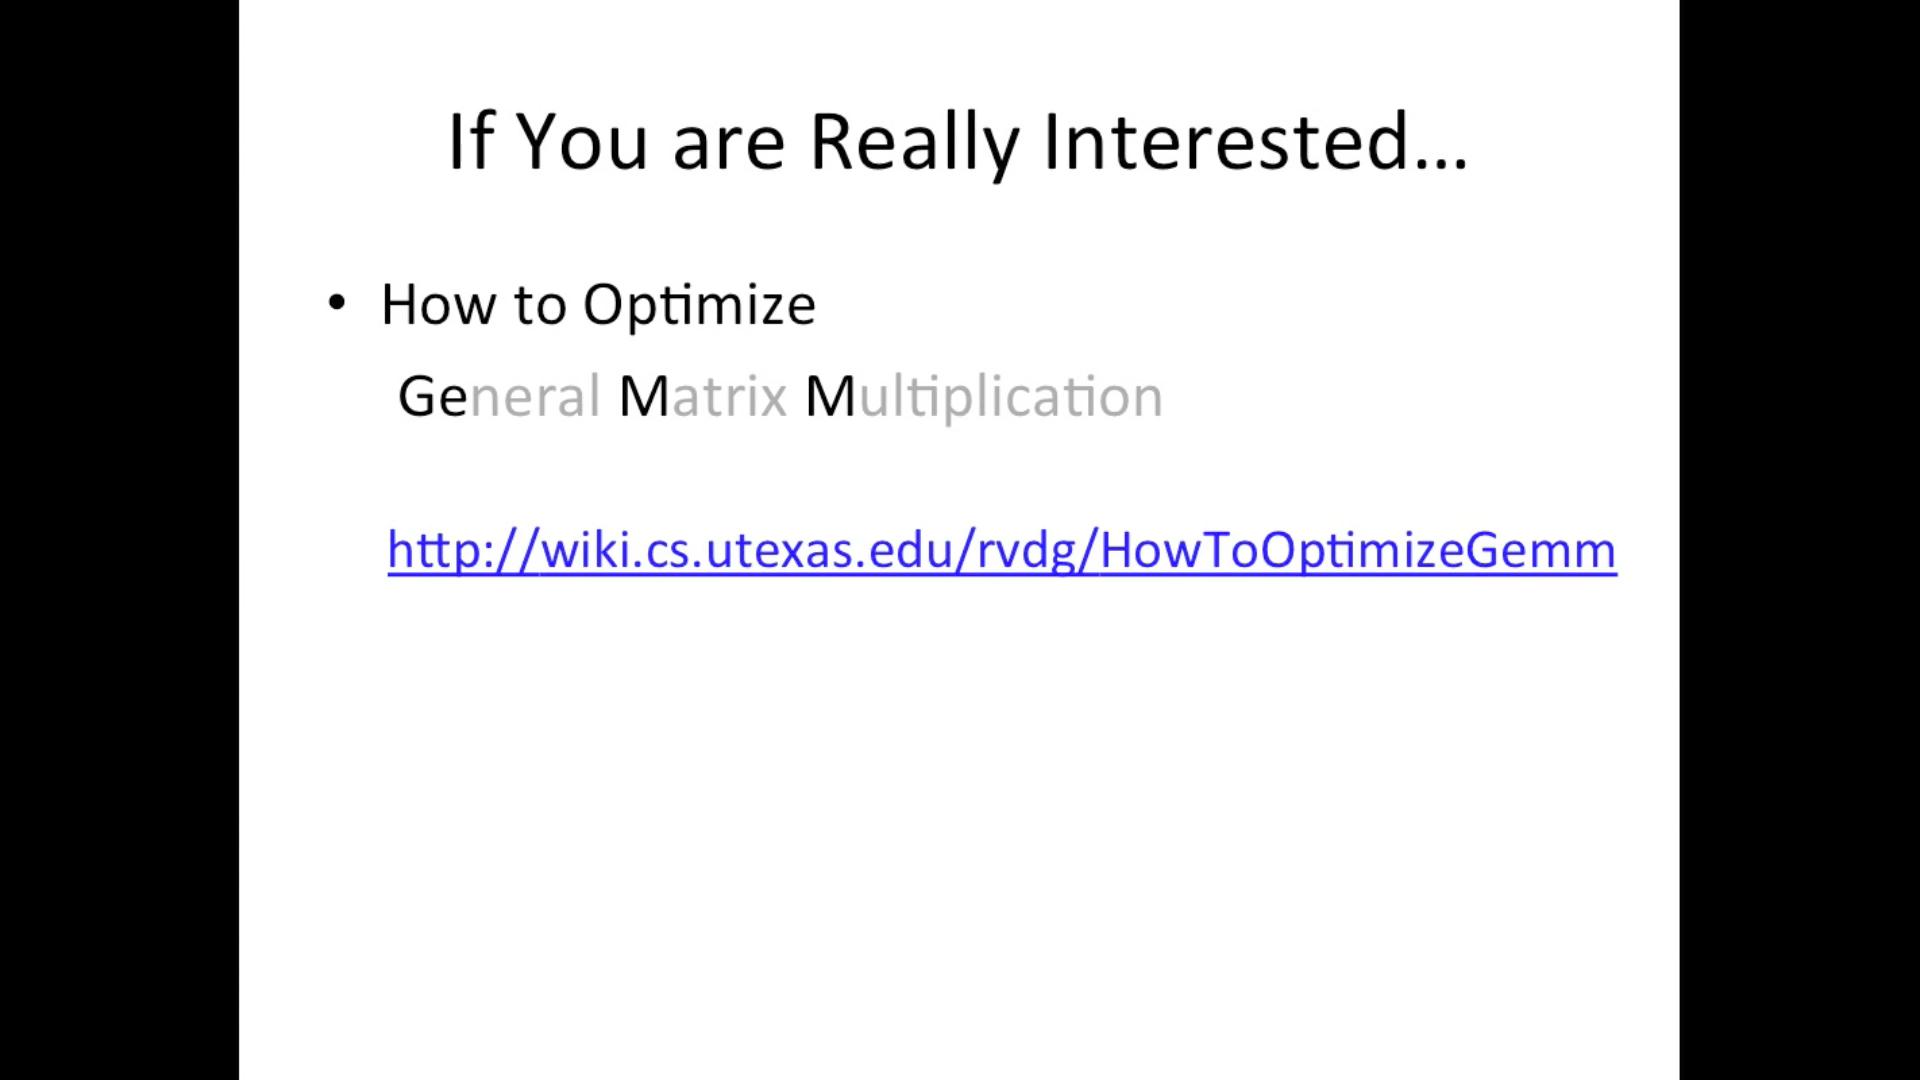 If You are Really Interested...
• How to Optimize
General Matrix Multiplication
http://wiki.cs.utexas.edu/rvdg/HowToOptimizeGemm